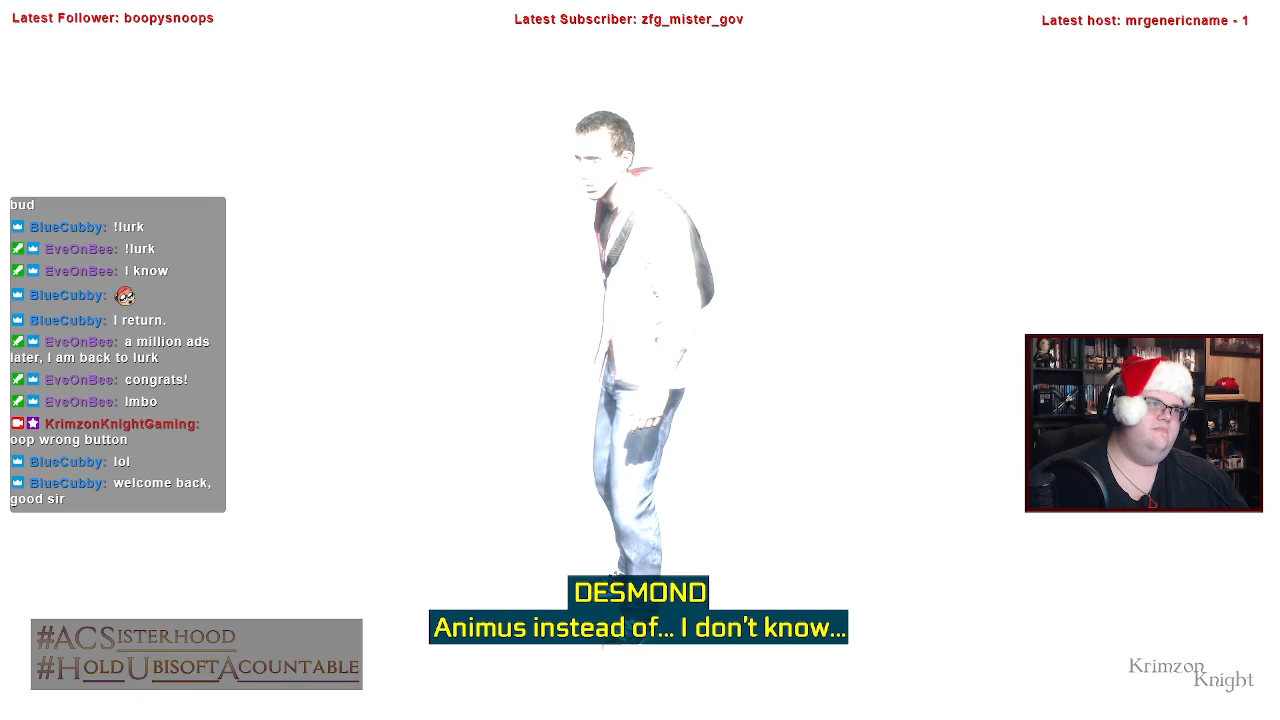 Latest Follower: boopysnoops
Latest Subscriber: zfg_mister_gov
Latest host: mrgenericname - 1
bud
BlueCubby: !lurk
EveOnBee: !lurk
EveOnBee: I know
BlueCubby:
BlueCubby: I return.
EveOnBee: a million ads
later, I am back to lurk
EveOnBee: congrats!
EveOnBee: lmbo
KrimzonKnightGaming:
oop wrong button
BlueCubby: lol
BlueCubby: welcome back,
good sir
DESMOND
Animus instead of... I don't know...
#ACSisterhood
#HoldUbisoftAcountable
Krimzon
Knight